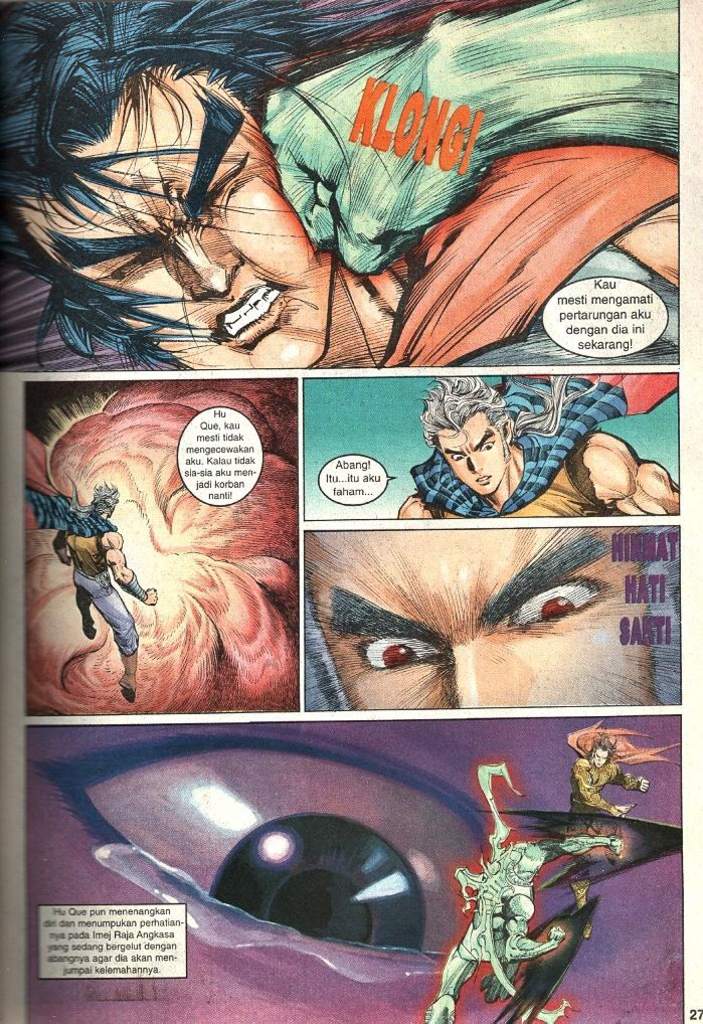 KLONG!
Kau
mesti mengamati
pertarungan aku
dengan dia ini
sekarang!
Hu
Que, kau
mesti tidak
mengecewakan
aku. Kalau tidak
sia-sia aku men-
jadi korban
nanti!
Abang!
Itu...itu aku
faham...
HIKMAT
HATI
SAKTI
Hu Que pun menenangkan
diri dan menumpukan perhatian-
nya pada Imej Raja Angkasa
yang sedang bergelut dengan
abangnya agar dia akan men-
jumpai kelemahannya.
27